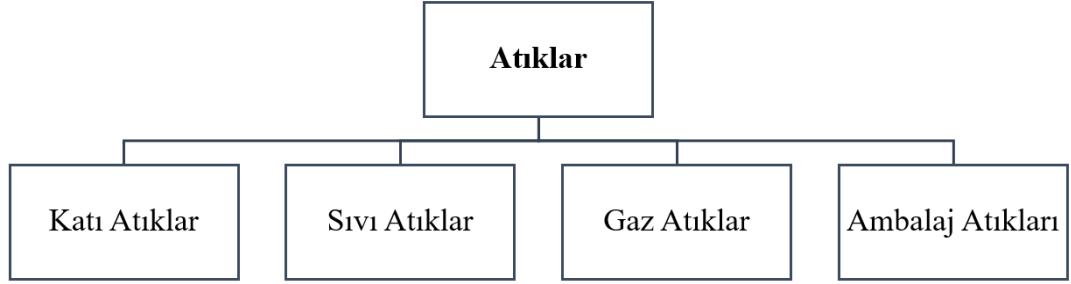 Atıklar
Katı Atıklar
Sıvı Atıklar
Gaz Atıklar
Ambalaj Atıkları